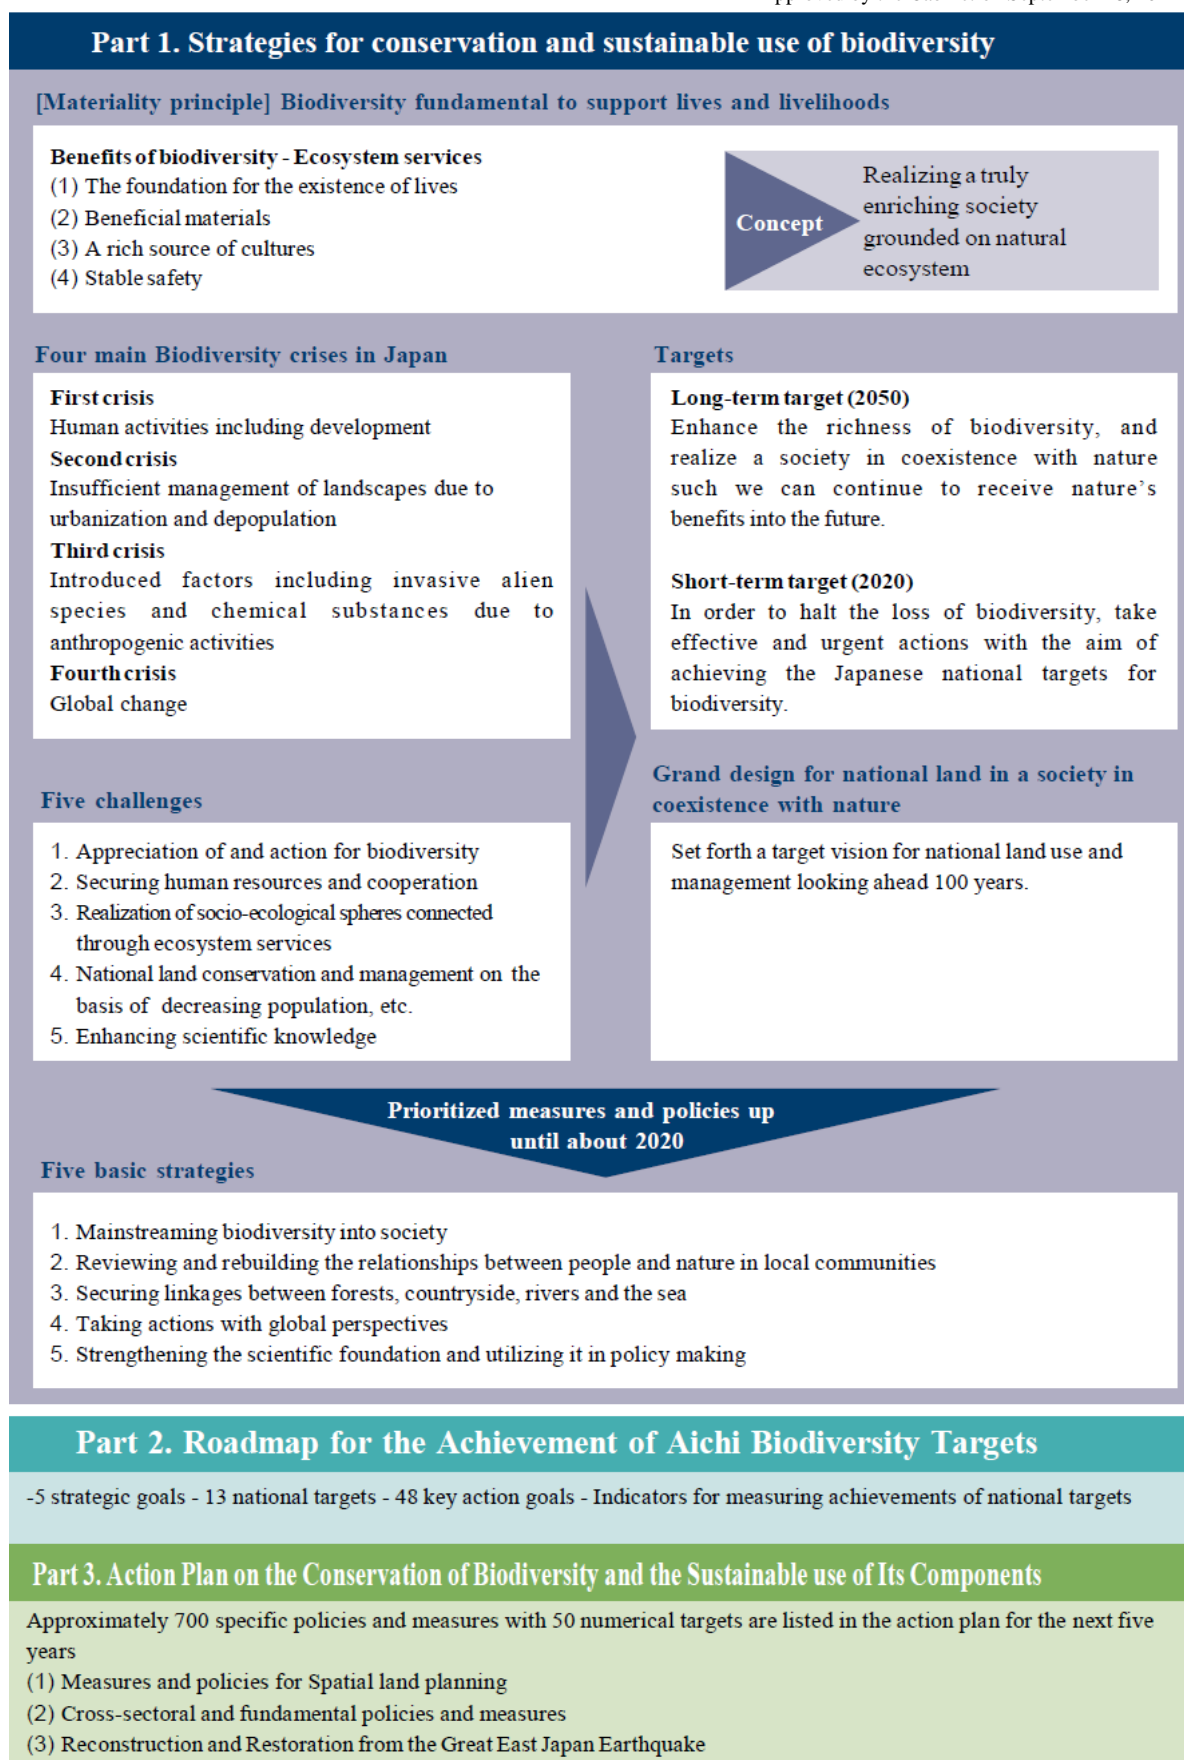 Part 1. Strategies for conservation and sustainable use of biodiversity
[Materiality principle] Biodiversity fundamental to support lives and livelihoods
Benefits of biodiversity - Ecosystem services
(1) The foundation for the existence of lives
(2) Beneficial materials
(3) A rich source of cultures
(4) Stable safety
Concept
Realizing a truly
enriching society
grounded on natural
ecosystem
Four main Biodiversity crises in Japan
First crisis
Human activities including development
Second crisis
Insufficient management of landscapes due to
urbanization and depopulation
Third crisis
Introduced factors including invasive alien
species and chemical substances due to
anthropogenic activities
Fourth crisis
Global change
Targets
Long-term target (2050)
Enhance the richness of biodiversity, and
realize a society in coexistence with nature
such we can continue to receive nature's
benefits into the future.
Short-term target (2020)
In order to halt the loss of biodiversity, take
effective and urgent actions with the aim of
achieving the Japanese national targets for
biodiversity.
Five challenges
1. Appreciation of and action for biodiversity
2. Securing human resources and cooperation
3. Realization of socio-ecological spheres connected
through ecosystem services
4. National land conservation and management on the
basis of decreasing population, etc.
5. Enhancing scientific knowledge
Grand design for national land in a society in
coexistence with nature
Set forth a target vision for national land use and
management looking ahead 100 years.
Prioritized measures and policies up
until about 2020
Five basic strategies
1. Mainstreaming biodiversity into society
2. Reviewing and rebuilding the relationships between people and nature in local communities
3. Securing linkages between forests, countryside, rivers and the sea
4. Taking actions with global perspectives
5. Strengthening the scientific foundation and utilizing it in policy making
Part 2. Roadmap for the Achievement of Aichi Biodiversity Targets
-5 strategic goals - 13 national targets - 48 key action goals - Indicators for measuring achievements of national targets
Part 3. Action Plan on the Conservation of Biodiversity and the Sustainable use of Its Components
Approximately 700 specific policies and measures with 50 numerical targets are listed in the action plan for the next five
years
(1) Measures and policies for Spatial land planning
(2) Cross-sectoral and fundamental policies and measures
(3) Reconstruction and Restoration from the Great East Japan Earthquake